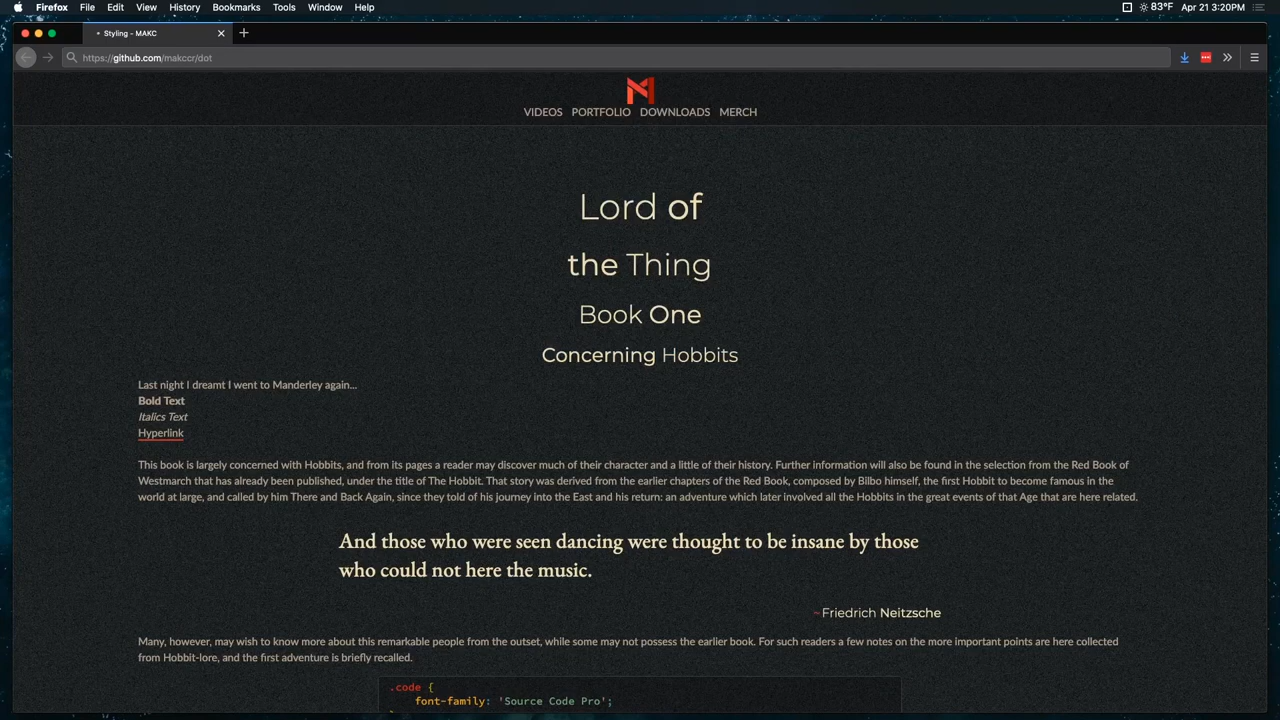 Firefox File Edit View History Bookmarks Tools Window Help 83°F Apr 21 3:20PM
Styling - MAKC
https://github.com/makccr/dot
VIDEOS PORTFOLIO DOWNLOADS MERCH
Lord of
the Thing
Book One
Concerning Hobbits
Last night I dreamt I went to Manderley again...
Bold Text
Italics Text
Hyperlink
This book is largely concerned with Hobbits, and from its pages a reader may discover much of their character and a little of their history. Further information will also be found in the selection from the Red Book of
Westmarch that has already been published, under the title of The Hobbit. That story was derived from the earlier chapters of the Red Book, composed by Bilbo himself, the first Hobbit to become famous in the
world at large, and called by him There and Back Again, since they told of his journey into the East and his return: an adventure which later involved all the Hobbits in the great events of that Age that are here related.
And those who were seen dancing were thought to be insane by those
who could not here the music.
~Friedrich Neitzsche
Many, however, may wish to know more about this remarkable people from the outset, while some may not possess the earlier book. For such readers a few notes on the more important points are here collected
from Hobbit-lore, and the first adventure is briefly recalled.
.code {
font-family: 'Source Code Pro';